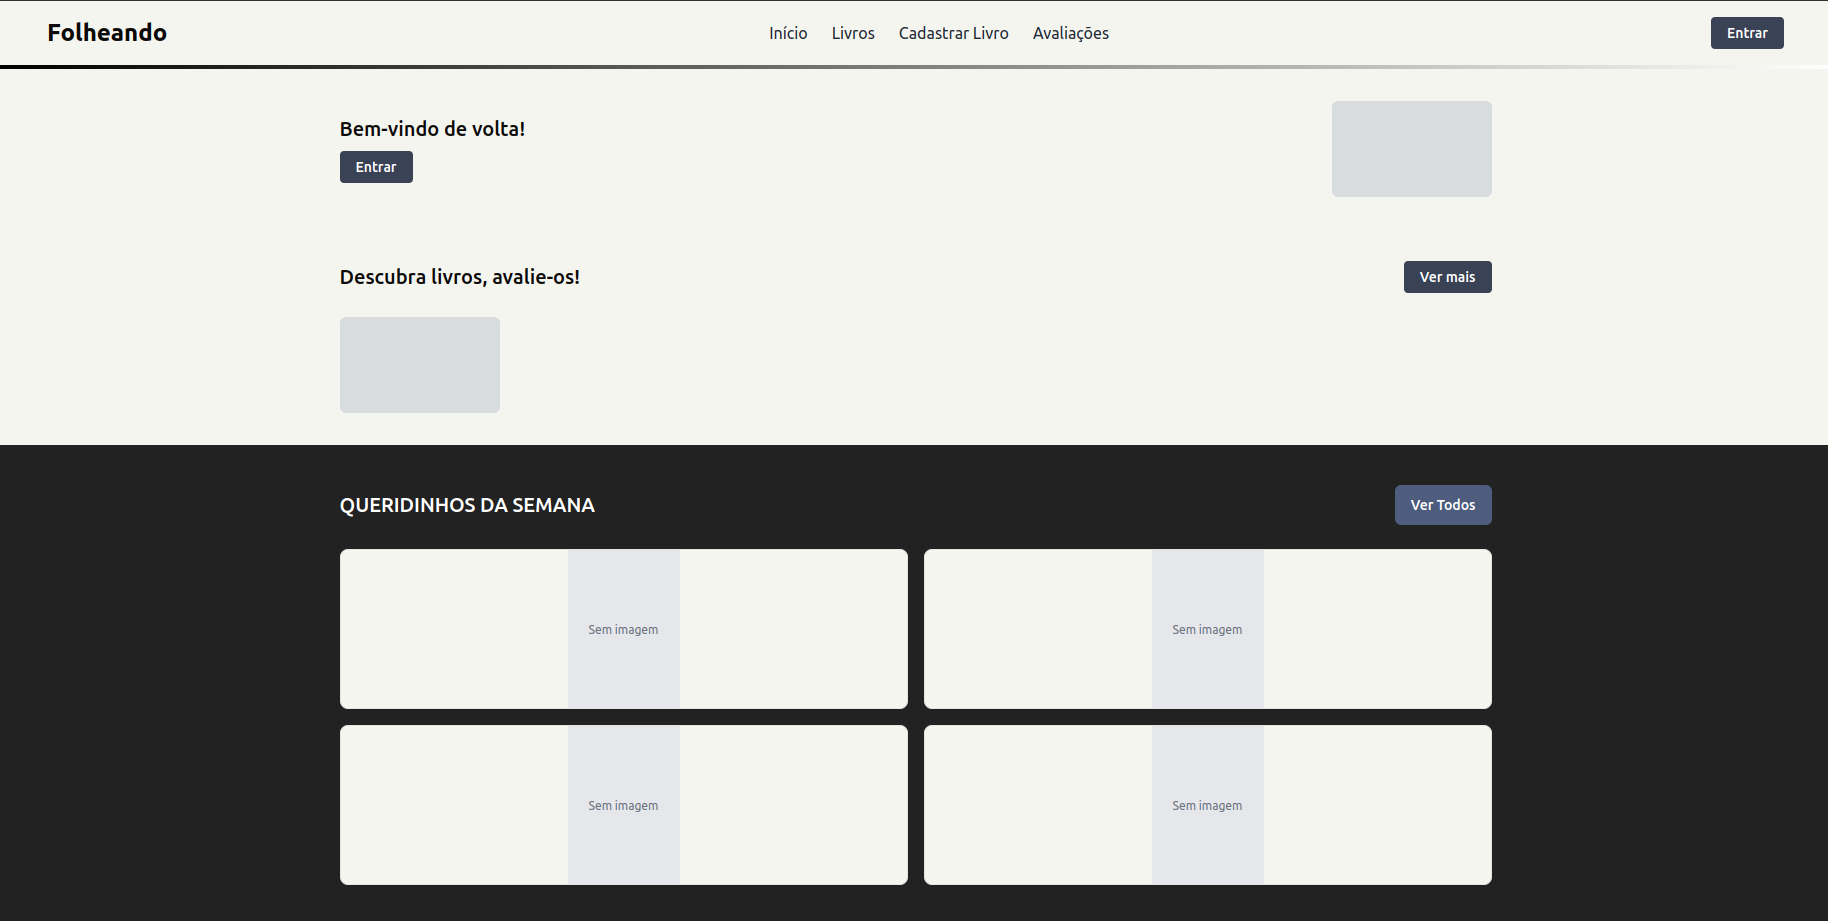 Folheando
Início Livros Cadastrar Livro Avaliações
Entrar
Bem-vindo de volta!
Entrar
Descubra livros, avalie-os!
Ver mais
QUERIDINHOS DA SEMANA
Ver Todos
Sem imagem
Sem imagem
Sem imagem
Sem imagem